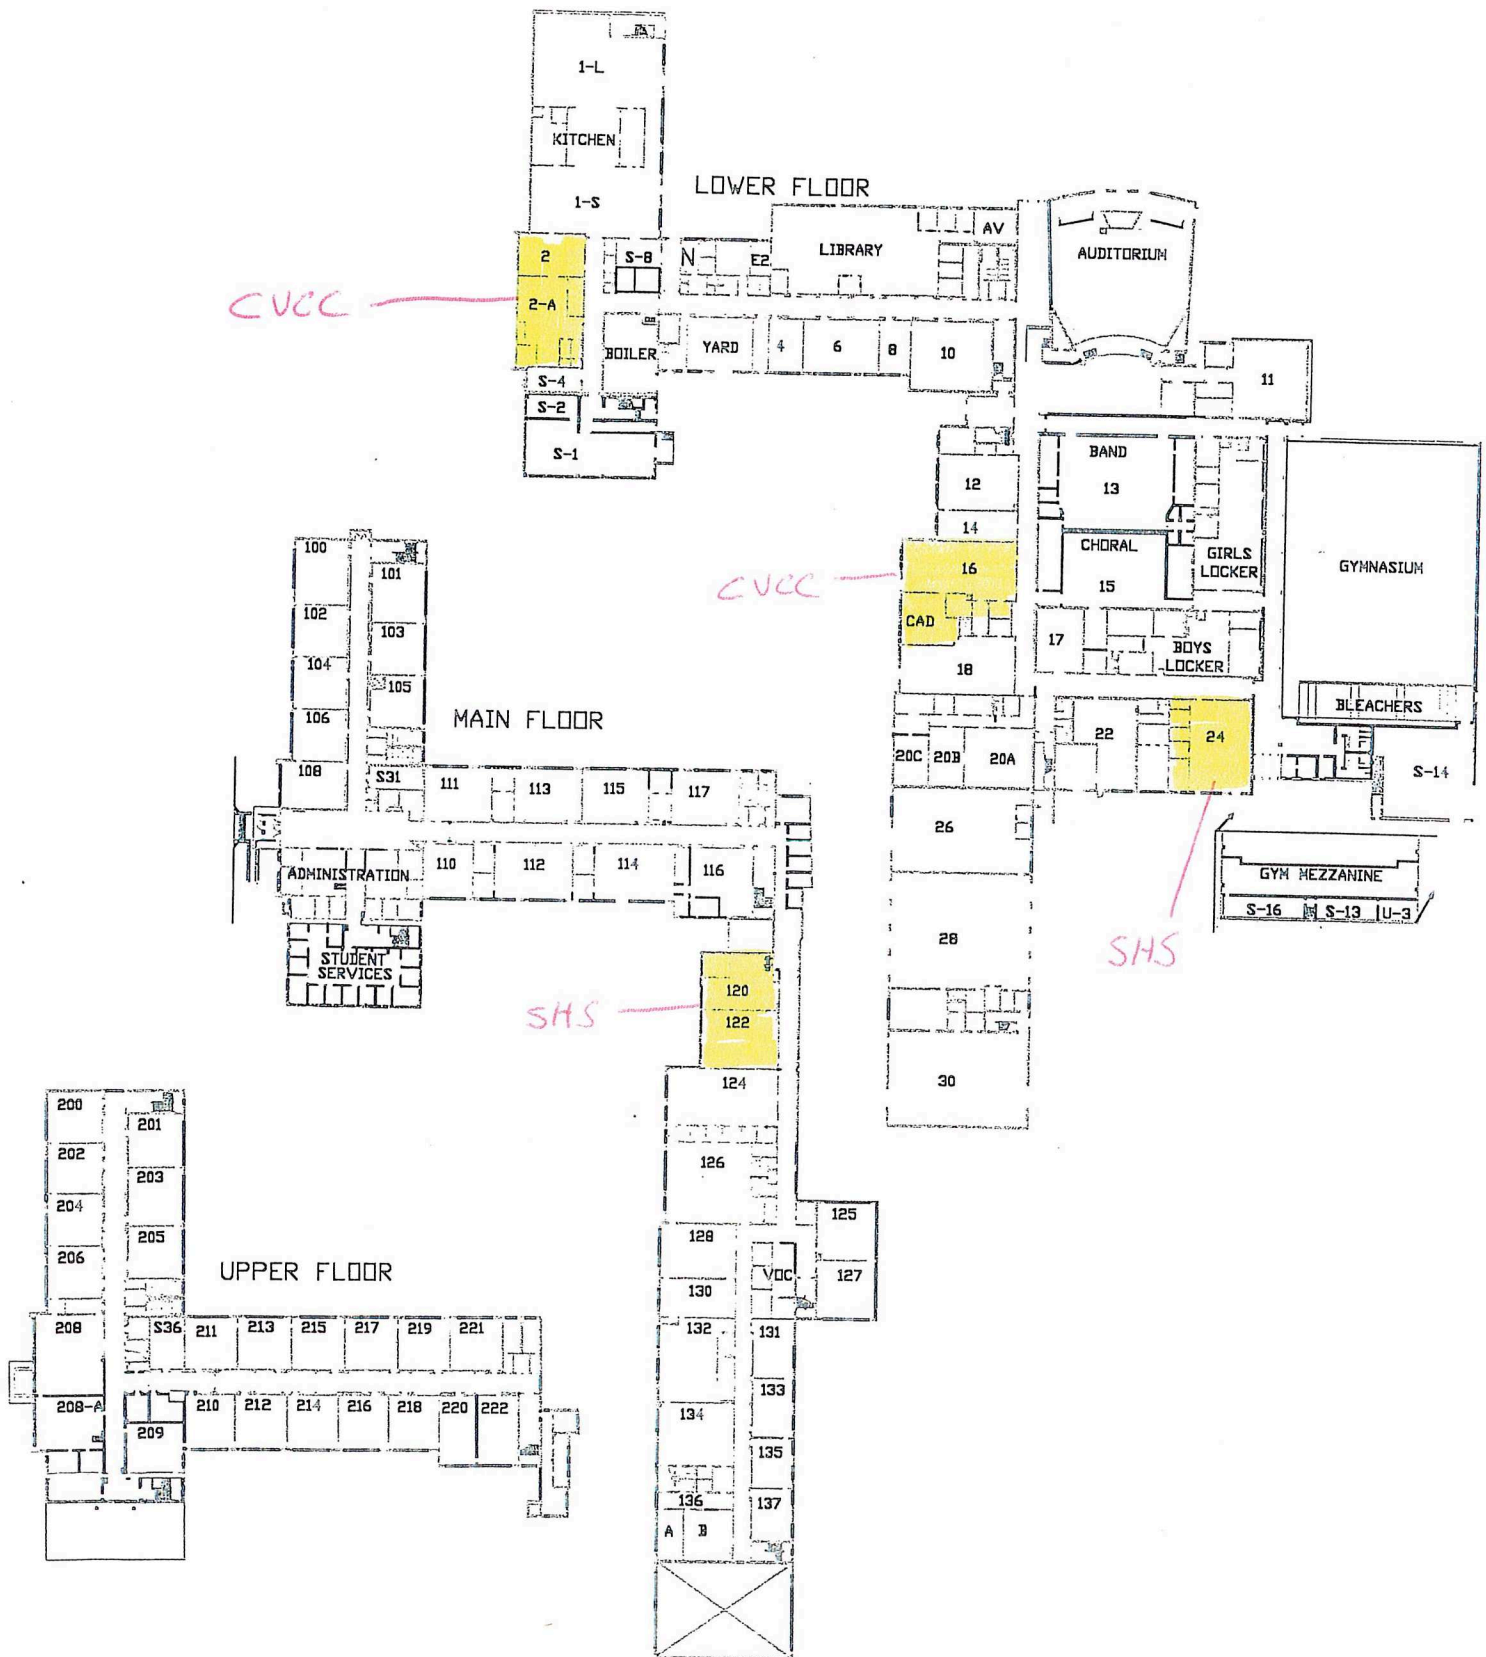 1-L
KITCHEN
1-S
LOWER FLOOR
2
S-8
N
E2
LIBRARY
AV
AUDITORIUM
CVCC
2-A
BOILER
YARD
4
6
8
10
11
S-4
S-2
S-1
12
14
BAND
13
CHORAL
15
GIRLS
LOCKER
GYMNASIUM
CVCC
16
CAD
17
BOYS
LOCKER
18
BLEACHERS
20C
20B
20A
22
24
S-14
26
GYM MEZZANINE
S-16
S-13
U-3
28
SHS
30
100
101
102
103
104
105
106
MAIN FLOOR
108
S31
111
113
115
117
ADMINISTRATION
110
112
114
116
STUDENT
SERVICES
SHS
120
122
124
126
125
128
VOC
127
130
132
131
133
134
135
136
137
A
B
200
201
202
203
204
205
206
UPPER FLOOR
208
S36
211
213
215
217
219
221
208-A
210
212
214
216
218
220
222
209